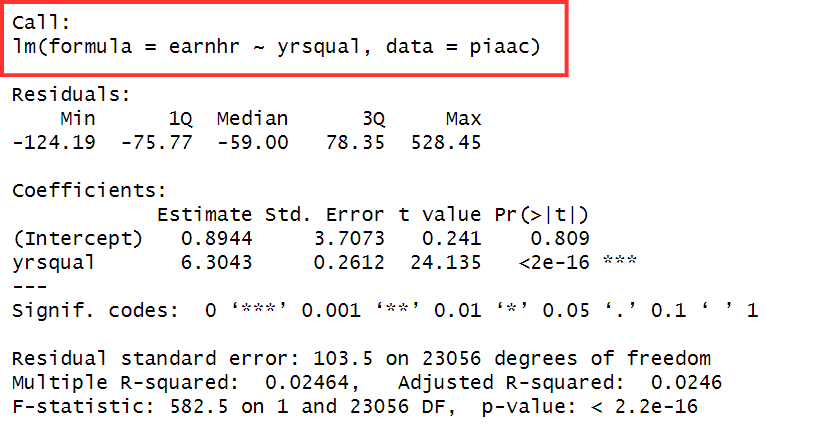 Call:
lm(formula = earnhr ~ yrsqual, data = piaac)
Residuals:
    Min      1Q  Median      3Q     Max
-124.19  -75.77  -59.00   78.35  528.45
Coefficients:
            Estimate Std. Error t value Pr(>|t|)
(Intercept)   0.8944     3.7073   0.241    0.809
yrsqual       6.3043     0.2612  24.135   <2e-16 ***
---
Signif. codes:  0 ‘***’ 0.001 ‘**’ 0.01 ‘*’ 0.05 ‘.’ 0.1 ‘ ’ 1
Residual standard error: 103.5 on 23056 degrees of freedom
Multiple R-squared:  0.02464,   Adjusted R-squared:  0.0246
F-statistic: 582.5 on 1 and 23056 DF,  p-value: < 2.2e-16